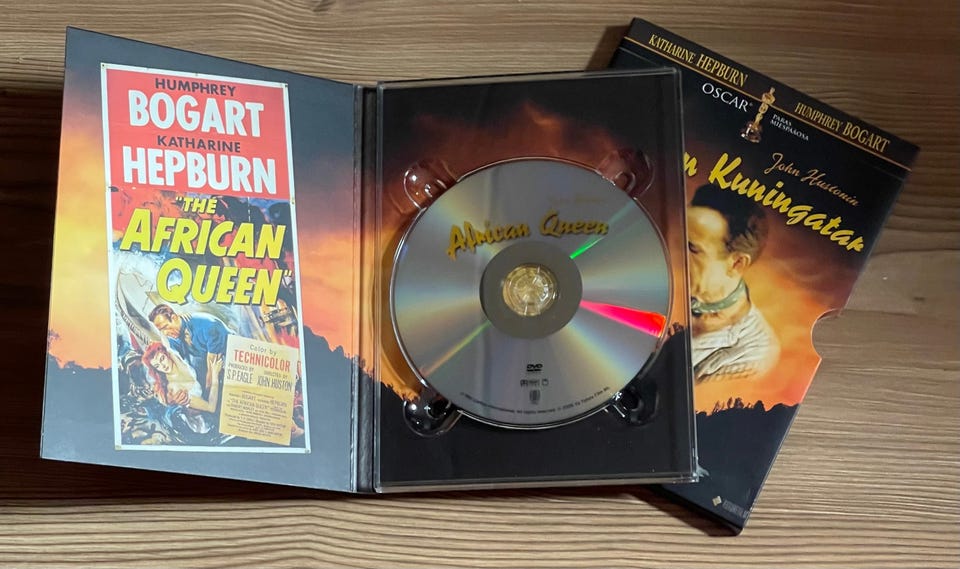 HUMPHREY
BOGART
KATHARINE
HEPBURN
"THE
AFRICAN
QUEEN"
Color by
TECHNICOLOR
PRODUCED BY
DIRECTED BY
S.P. EAGLE
JOHN HUSTON
African Queen
DVD
KATHARINE HEPBURN
HUMPHREY BOGART
OSCAR®
PARAS
MIESPÄÄOSA
John Hustonin
n Kuningatar